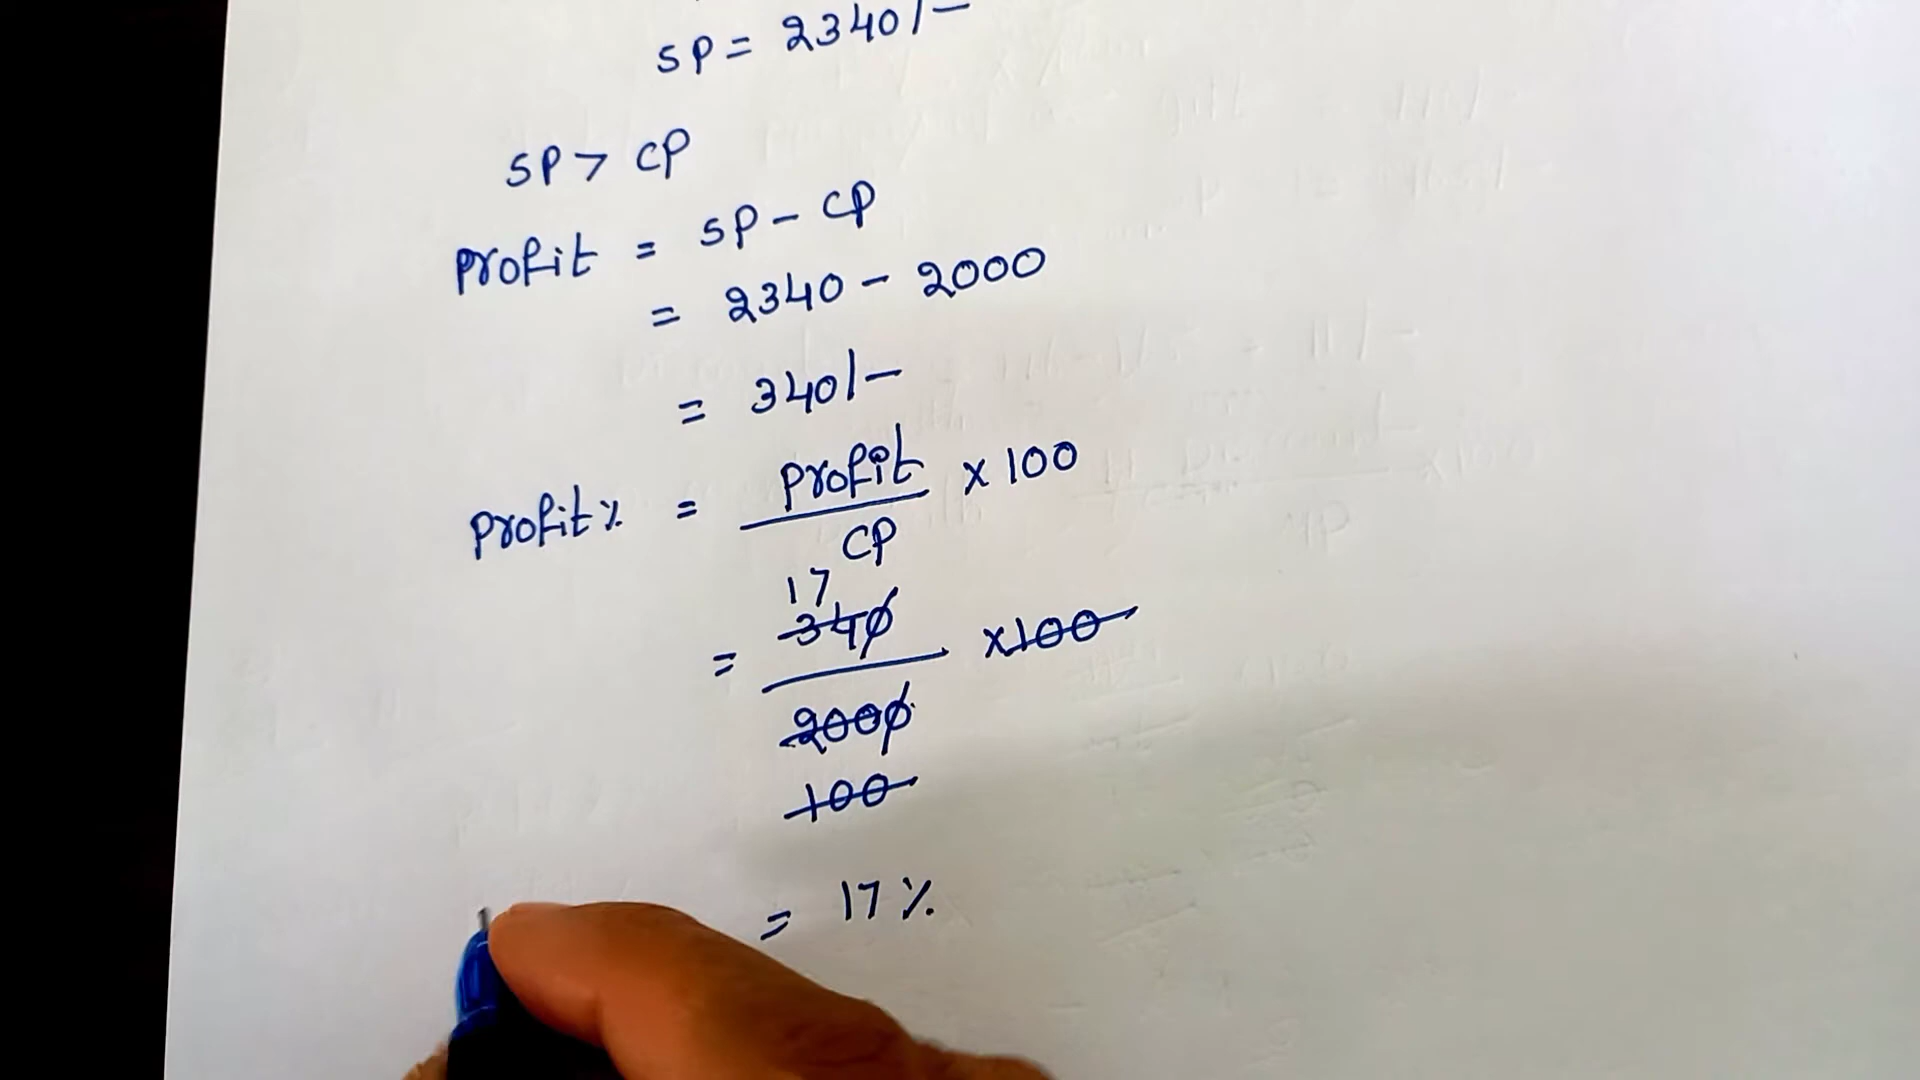 SP = 2340/-
SP > CP
Profit = SP - CP
= 2340 - 2000
= 340/-
Profit% = Profit × 100
CP
17
= 340 ×100
2000
100
= 17%